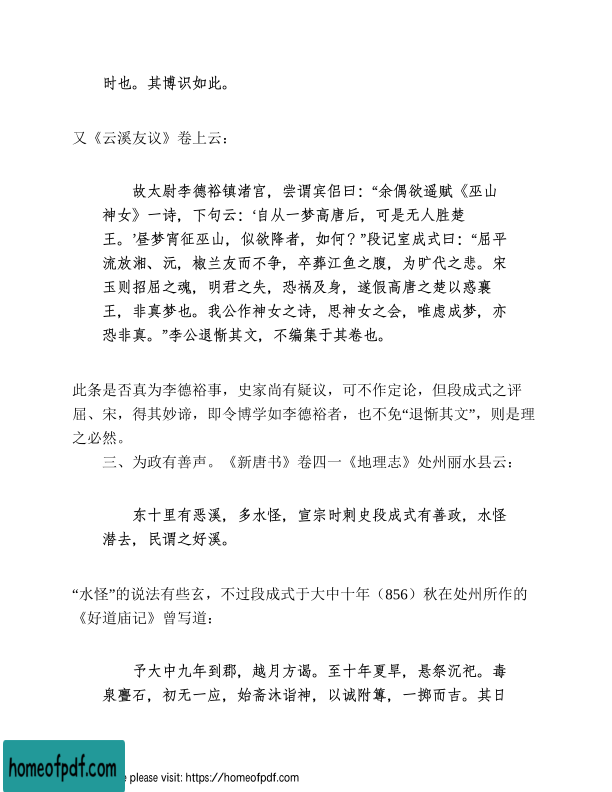 时也。其博识如此。
又《云溪友议》卷上云：
故太尉李德裕镇渚宫，尝谓宾侣曰：“余偶欲遥赋《巫山
神女》一诗，下句云：‘自从一梦高唐后，可是无人胜楚
王。’昼梦宵征巫山，似欲降者，如何？”段记室成式曰：“屈平
流放湘、沅，椒兰友而不争，卒葬江鱼之腹，为旷代之悲。宋
玉则招屈之魂，明君之失，恐祸及身，遂假高唐之楚以惑襄
王，非真梦也。我公作神女之诗，思神女之会，唯虑成梦，亦
恐非真。”李公退惭其文，不编集于其卷也。
此条是否真为李德裕事，史家尚有疑议，可不作定论，但段成式之评
屈、宋，得其妙谛，即令博学如李德裕者，也不免“退惭其文”，则是理
之必然。
三、为政有善声。《新唐书》卷四一《地理志》处州丽水县云：
东十里有恶溪，多水怪，宣宗时刺史段成式有善政，水怪
潜去，民谓之好溪。
“水怪”的说法有些玄，不过段成式于大中十年（856）秋在处州所作的
《好道庙记》曾写道：
予大中九年到郡，越月方谒。至十年夏旱，悬祭沉祀。毒
泉亹石，初无一应，始斋沐诣神，以诚附篿，一掷而吉。其日
homeofpdf.com
e please visit: https://homeofpdf.com